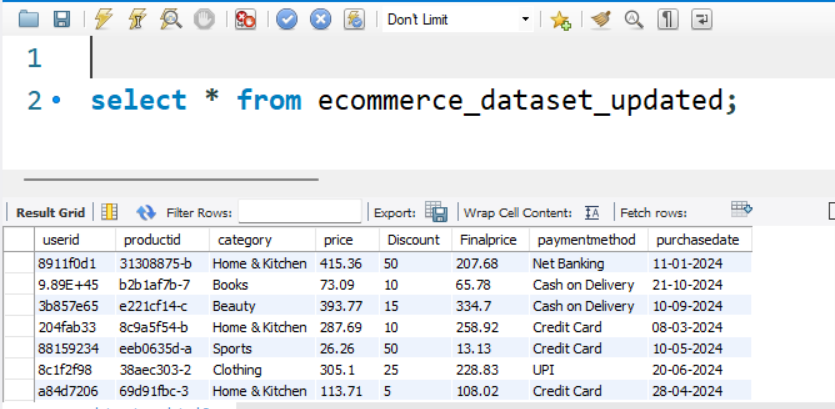 Don't Limit
1
2 select * from ecommerce_dataset_updated;
Result Grid Filter Rows: Export: Wrap Cell Content: Fetch rows:
userid productid category price Discount Finalprice paymentmethod purchasedate
8911f0d1 31308875-b Home & Kitchen 415.36 50 207.68 Net Banking 11-01-2024
9.89E+45 b2b1af7b-7 Books 73.09 10 65.78 Cash on Delivery 21-10-2024
3b857e65 e221cf14-c Beauty 393.77 15 334.7 Cash on Delivery 10-09-2024
204fab33 8c9a5f54-b Home & Kitchen 287.69 10 258.92 Credit Card 08-03-2024
88159234 eeb0635d-a Sports 26.26 50 13.13 Credit Card 10-05-2024
8c1f2f98 38aec303-2 Clothing 305.1 25 228.83 UPI 20-06-2024
a84d7206 69d91fbc-3 Home & Kitchen 113.71 5 108.02 Credit Card 28-04-2024